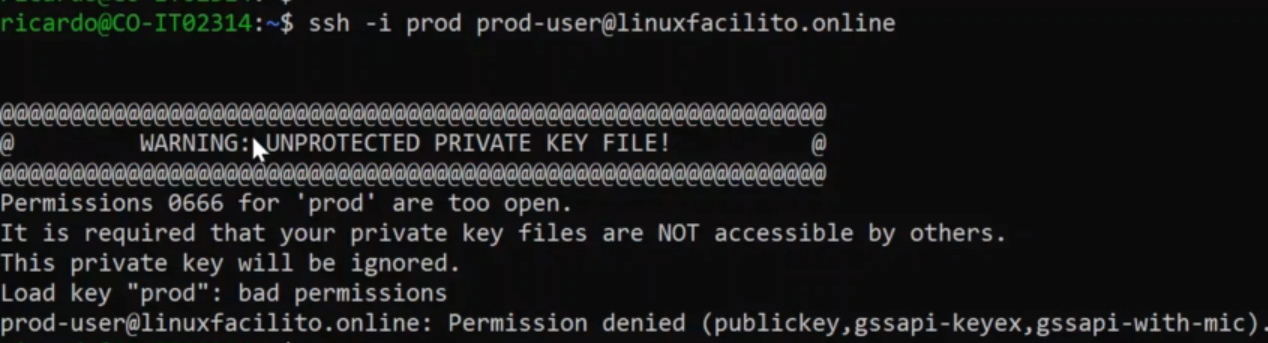 ricardo@CO-IT02314:~$ ssh -i prod prod-user@linuxfacilito.online
@@@@@@@@@@@@@@@@@@@@@@@@@@@@@@@@@@@@@@@@@@@@@@@@@@@@@@@@@@@
@         WARNING: UNPROTECTED PRIVATE KEY FILE!          @
@@@@@@@@@@@@@@@@@@@@@@@@@@@@@@@@@@@@@@@@@@@@@@@@@@@@@@@@@@@
Permissions 0666 for 'prod' are too open.
It is required that your private key files are NOT accessible by others.
This private key will be ignored.
Load key "prod": bad permissions
prod-user@linuxfacilito.online: Permission denied (publickey,gssapi-keyex,gssapi-with-mic).